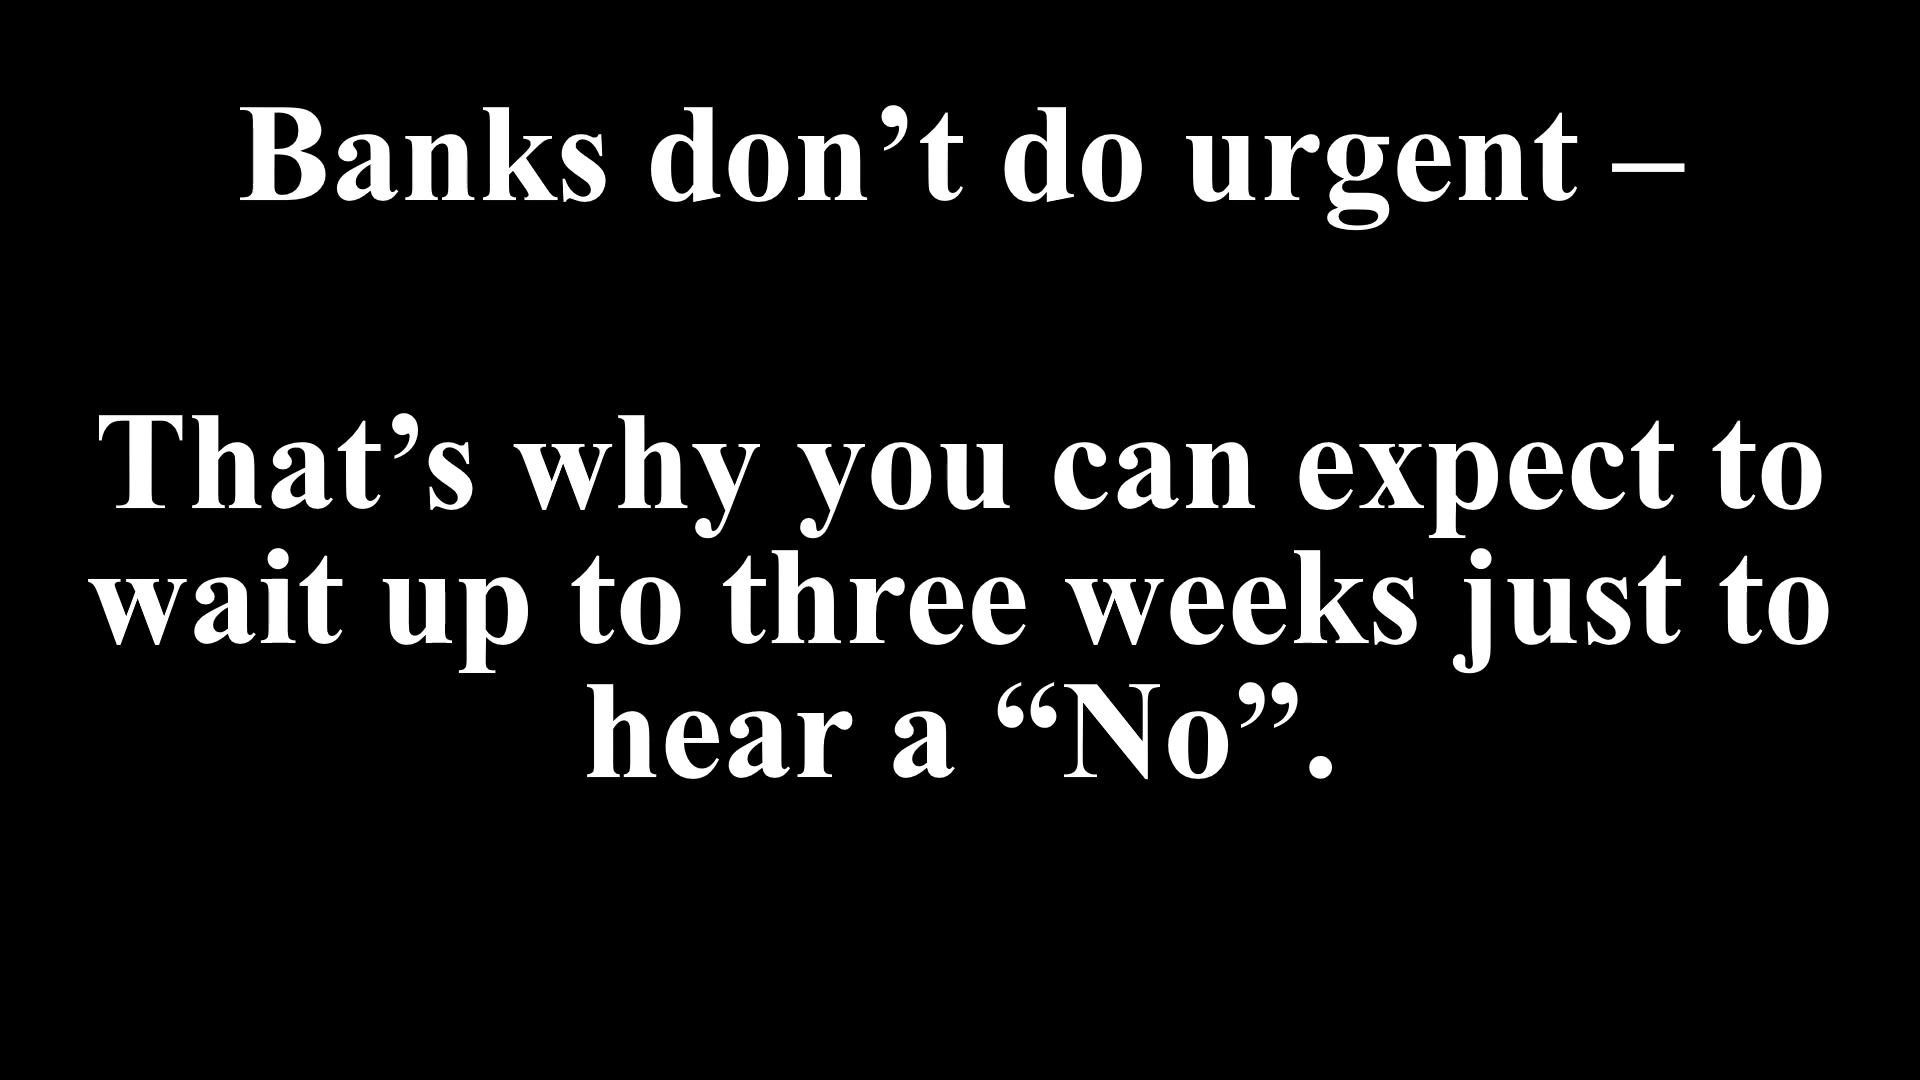 Banks don’t do urgent –
That’s why you can expect to
wait up to three weeks just to
hear a “No”.